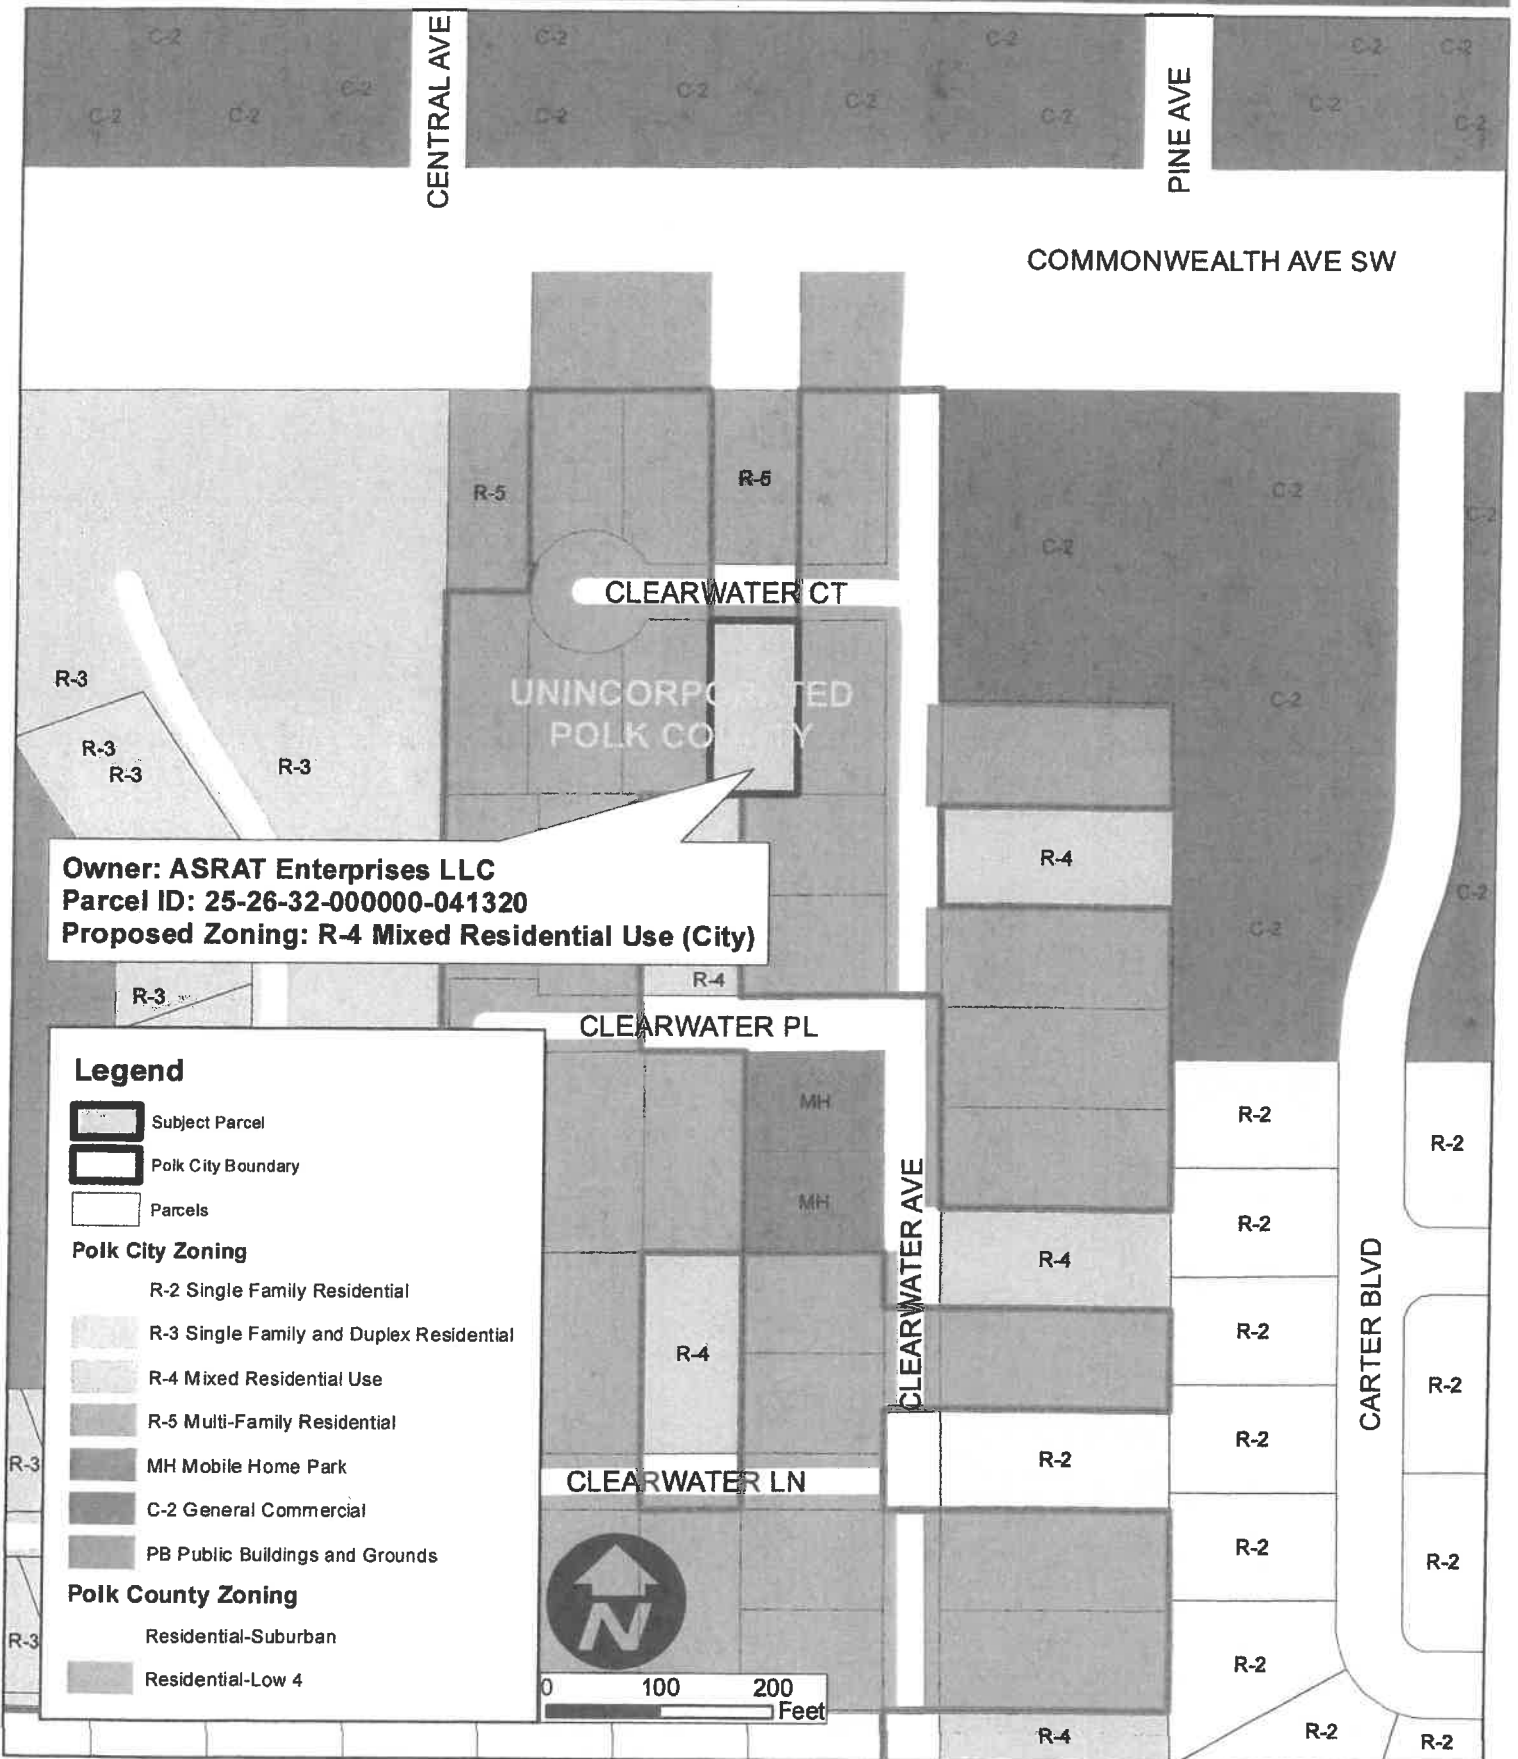 C-2
C-2
C-2
C-2
C-2
C-2
C-2
C-2
C-2
C-2
C-2
C-2
C-2
C-2
CENTRAL AVE
PINE AVE
COMMONWEALTH AVE SW
R-5
R-5
C-2
C-2
C-2
CLEARWATER CT
R-3
UNINCORPORATED
POLK COUNTY
C-2
R-3
R-3
R-3
R-4
Owner: ASRAT Enterprises LLC
Parcel ID: 25-26-32-000000-041320
Proposed Zoning: R-4 Mixed Residential Use (City)
C-2
C-2
R-4
R-3
CLEARWATER PL
Legend
Subject Parcel
Polk City Boundary
Parcels
Polk City Zoning
R-2 Single Family Residential
R-3 Single Family and Duplex Residential
R-4 Mixed Residential Use
R-5 Multi-Family Residential
MH Mobile Home Park
C-2 General Commercial
PB Public Buildings and Grounds
Polk County Zoning
Residential-Suburban
Residential-Low 4
MH
MH
R-2
R-2
R-2
R-4
CLEARWATER AVE
CARTER BLVD
R-2
R-4
R-2
R-2
R-2
R-3
CLEARWATER LN
R-2
R-2
R-3
R-2
N
0 100 200
Feet
R-4
R-2
R-2